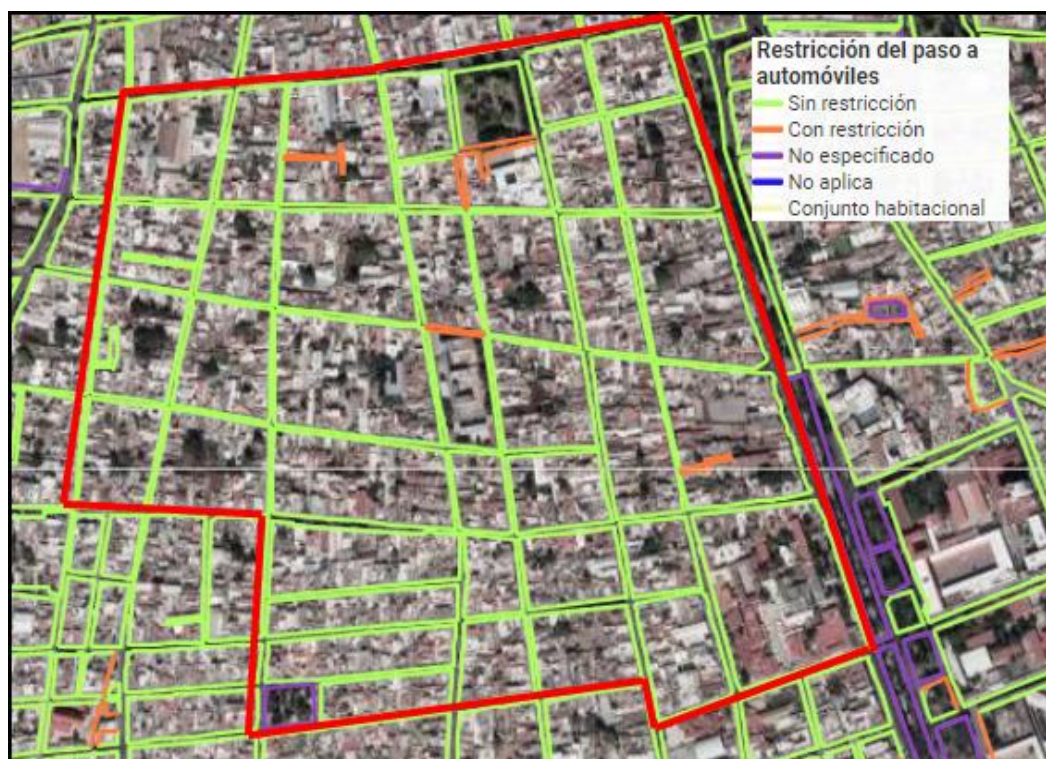 Restricción del paso a
automóviles
Sin restricción
Con restricción
No especificado
No aplica
Conjunto habitacional